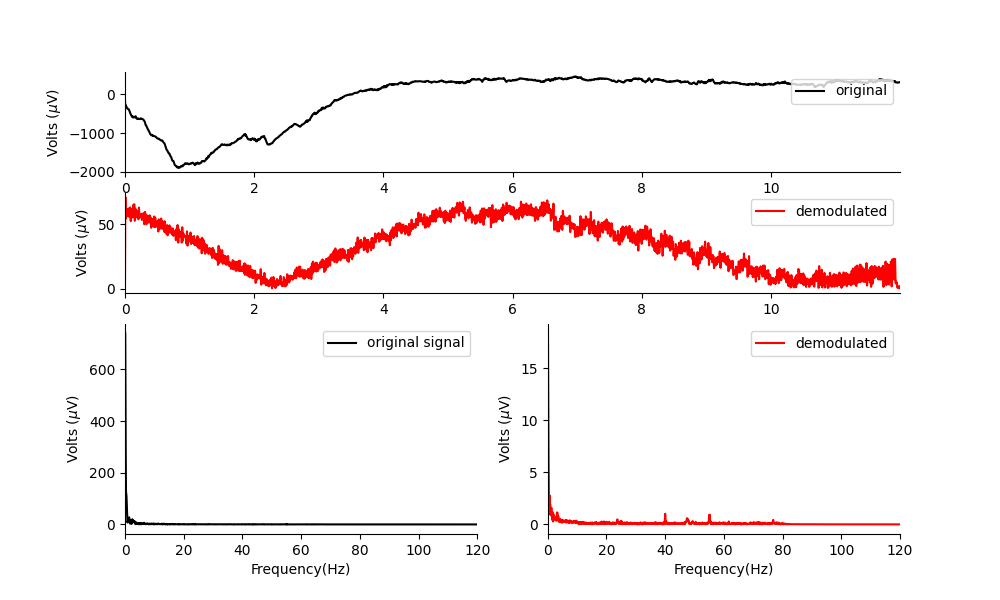 Volts (µV)
0
−1000
−2000
original
0 2 4 6 8 10
Volts (µV)
50
0
demodulated
0 2 4 6 8 10
Volts (µV)
600
400
200
0
original signal
0 20 40 60 80 100 120
Frequency(Hz)
Volts (µV)
15
10
5
0
demodulated
0 20 40 60 80 100 120
Frequency(Hz)